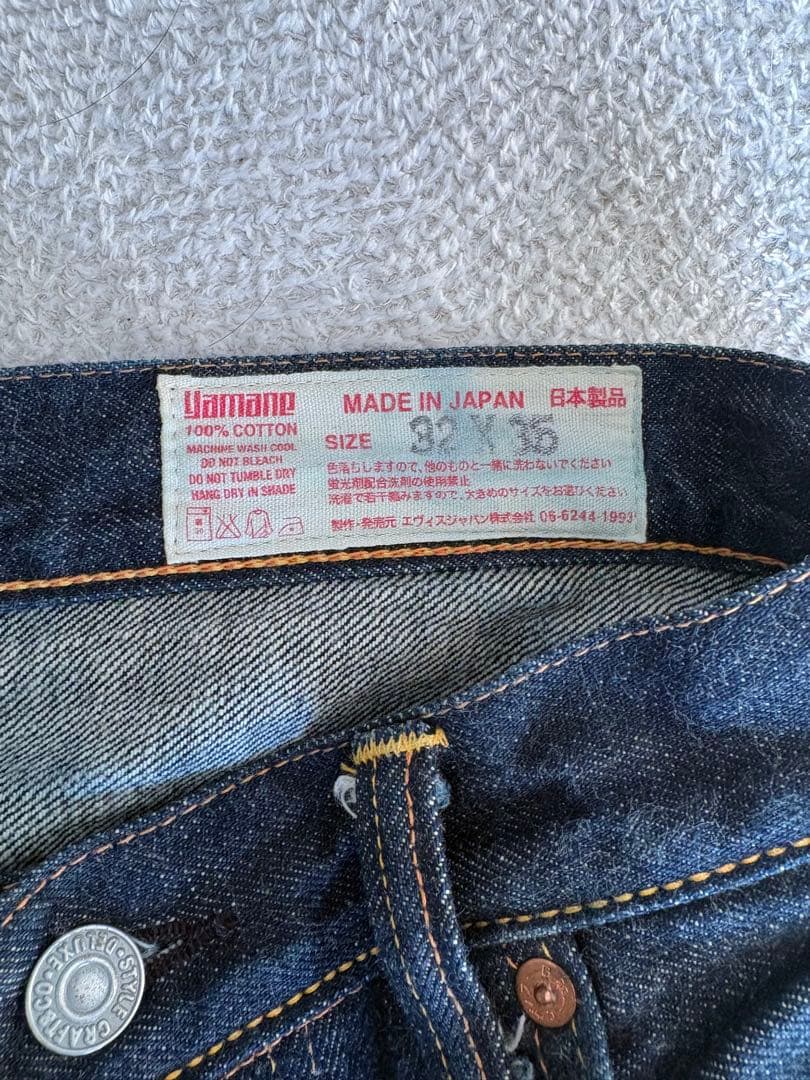 Yamane
100% COTTON
MACHINE WASH COOL
DO NOT BLEACH
DO NOT TUMBLE DRY
HANG DRY IN SHADE
MADE IN JAPAN 日本製品
SIZE 32 X 35
色落ちしますので、他のものと一緒に洗わないでください
蛍光剤配合洗剤の使用禁止
洗濯で若干縮みますので、大きめのサイズをお選びください
製作・発売元 エヴィスジャパン株式会社 06-6244-1993
DELUXE・STYLE CRAFT&CO・